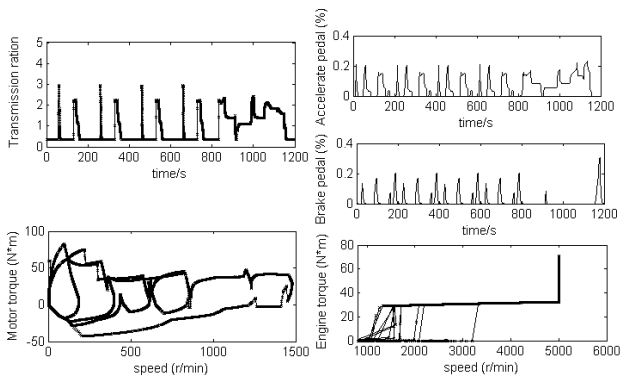 Transmission ration
5
4
3
2
1
0
0 200 400 600 800 1000 1200
time/s
Accelerate pedal (%)
0.4
0.2
0
0 200 400 600 800 1000 1200
time/s
Brake pedal (%)
0.4
0.2
0
0 200 400 600 800 1000 1200
time/s
Motor torque (N*m)
100
50
0
-50
0 500 1000 1500
speed (r/min)
Engine torque (N*m)
80
60
40
20
0
1000 2000 3000 4000 5000 6000
speed (r/min)